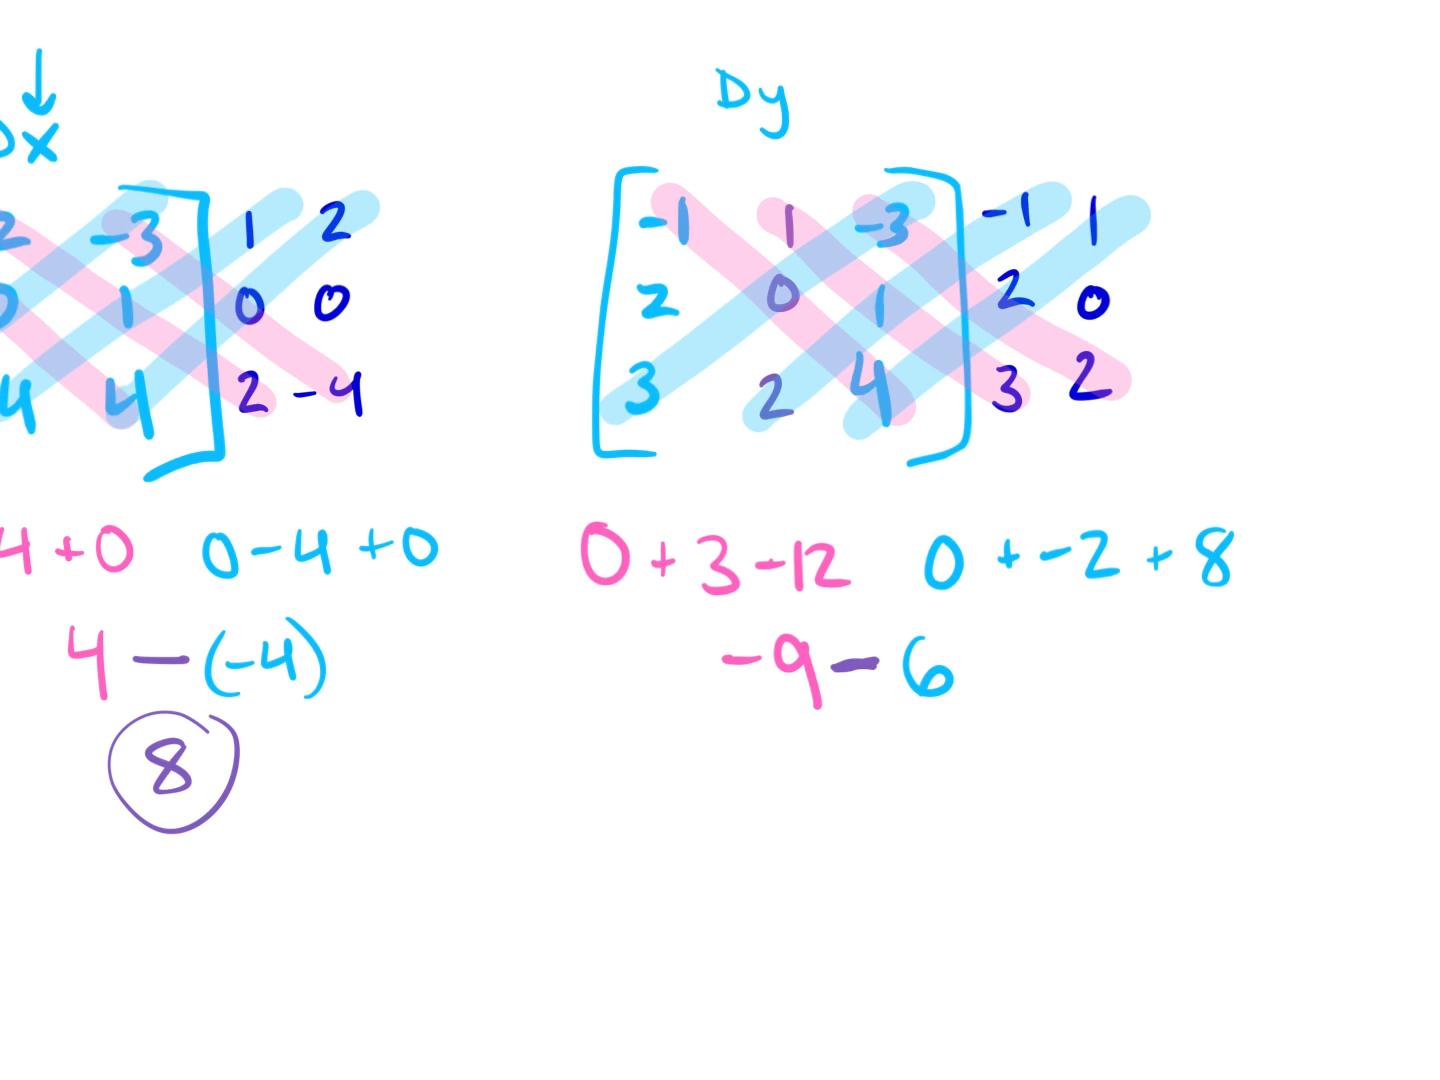 Dx Dy
2 -3 1 2 -1 1 -3 -1 1
0 1 0 0 2 0 1 2 0
4 4 2 -4 3 2 4 3 2
4 + 0 0 - 4 + 0 0 + 3 - 12 0 + -2 + 8
4 - (-4) -9 - 6
8